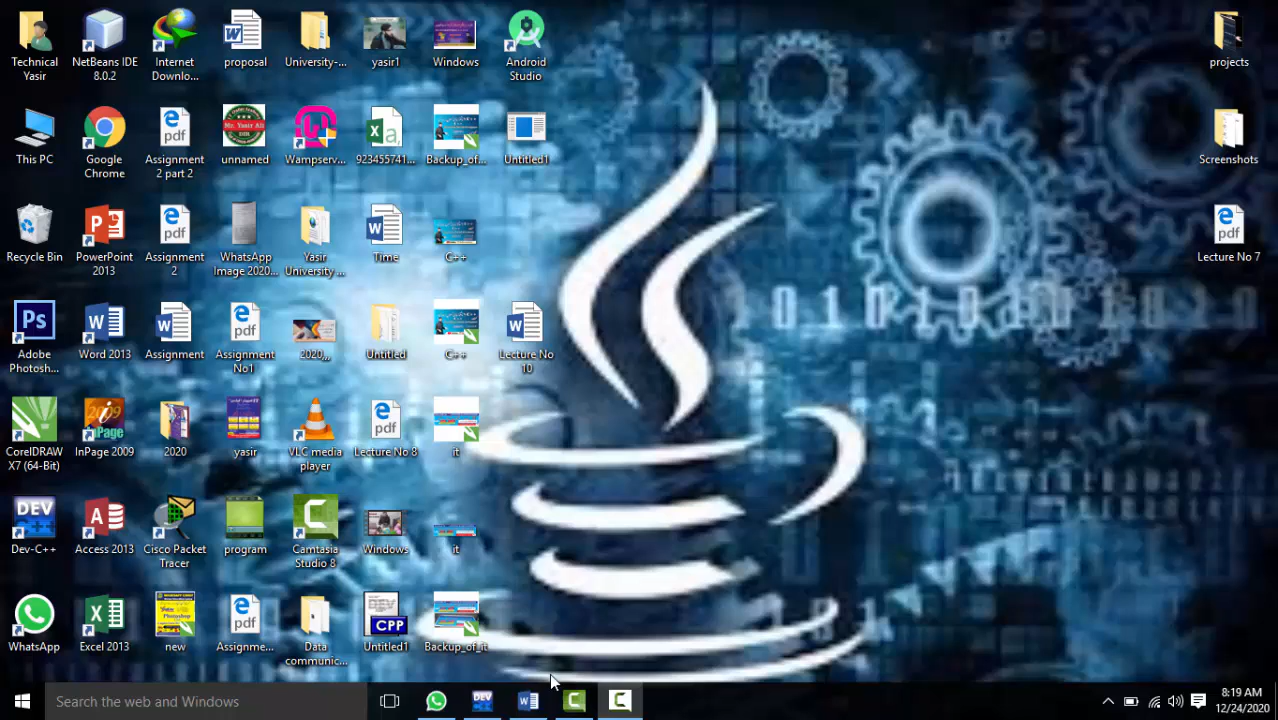 Technical
Yasir
NetBeans IDE
8.0.2
Internet
Downlo...
proposal
University-...
yasir1
Windows
Android
Studio
projects
This PC
Google
Chrome
Assignment
2 part 2
unnamed
Wampserv...
923455741...
Backup_of...
Untitled1
Screenshots
Recycle Bin
PowerPoint
2013
Assignment
2
WhatsApp
Image 2020...
Yasir
University ...
Time
C++
Lecture No 7
Adobe
Photosh...
Word 2013
Assignment
Assignment
No1
2020,,,
Untitled
C++
Lecture No
10
CorelDRAW
X7 (64-Bit)
InPage 2009
2020
yasir
VLC media
player
Lecture No 8
it
Dev-C++
Access 2013
Cisco Packet
Tracer
program
Camtasia
Studio 8
Windows
it
WhatsApp
Excel 2013
new
Assignme...
Data
communic...
Untitled1
Backup_of_it
Search the web and Windows
8:19 AM
12/24/2020